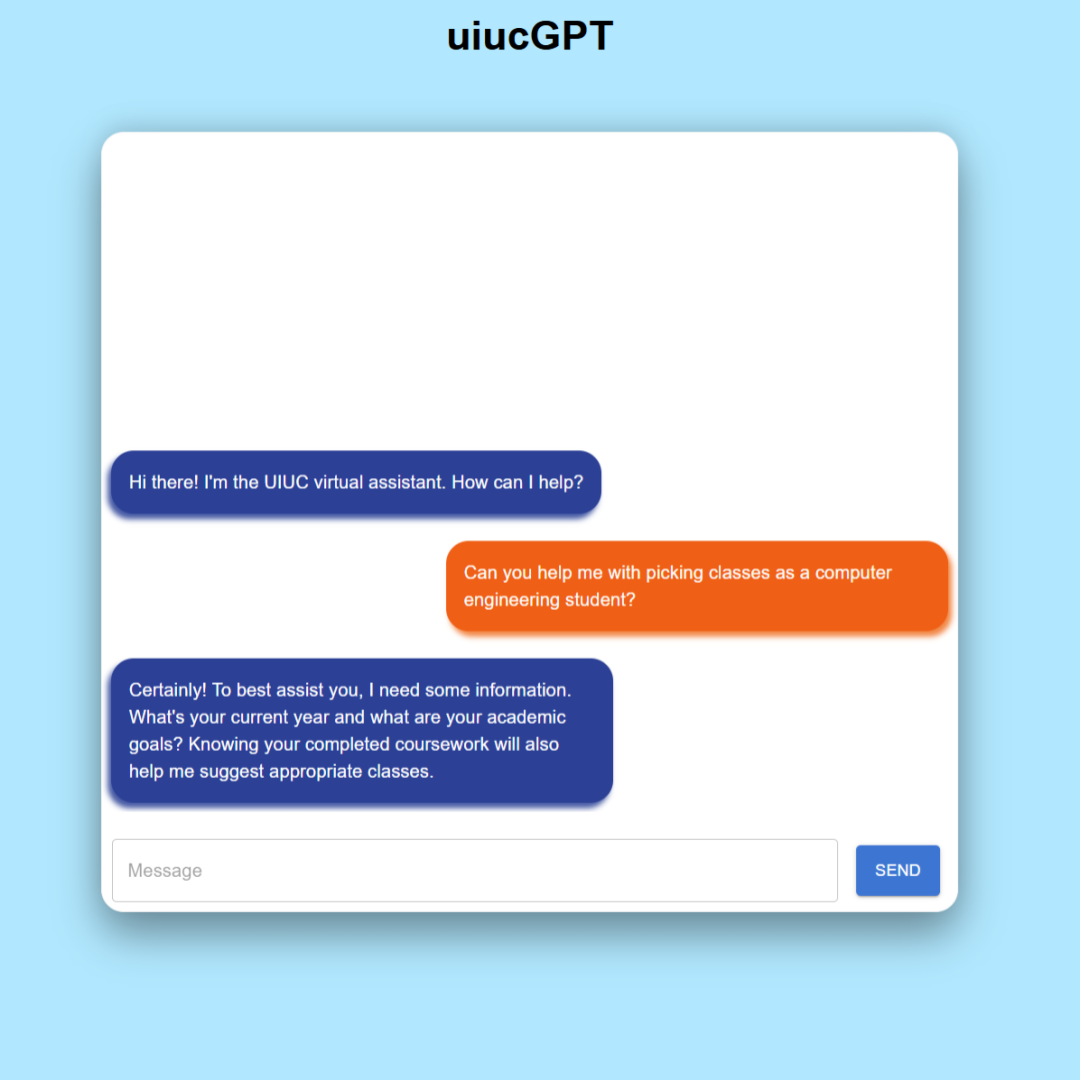 uiucGPT
Hi there! I'm the UIUC virtual assistant. How can I help?
Can you help me with picking classes as a computer
engineering student?
Certainly! To best assist you, I need some information.
What's your current year and what are your academic
goals? Knowing your completed coursework will also
help me suggest appropriate classes.
Message
SEND